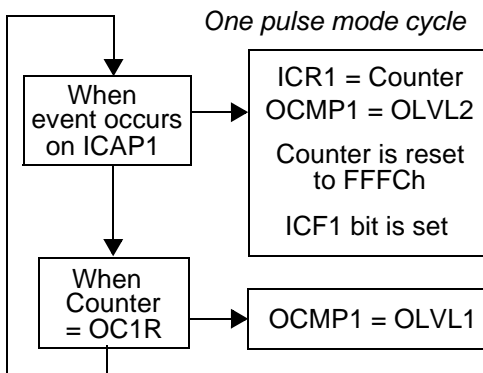 One pulse mode cycle
When
event occurs
on ICAP1
ICR1 = Counter
OCMP1 = OLVL2
Counter is reset
to FFFCh
ICF1 bit is set
When
Counter
= OC1R
OCMP1 = OLVL1